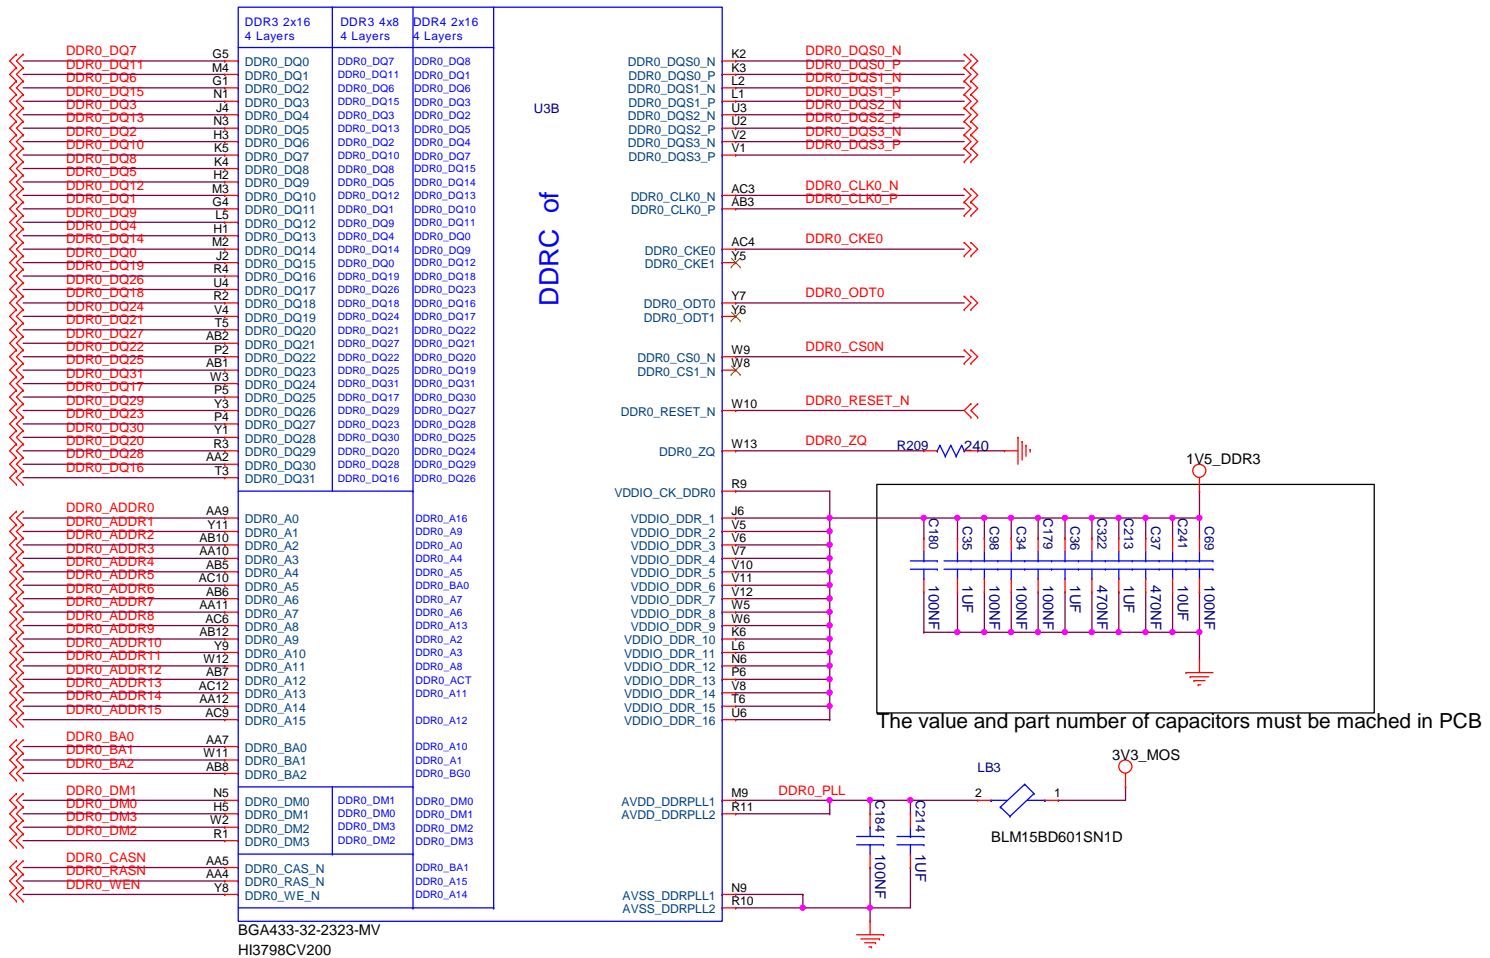 DDR3 2x16 DDR3 4x8 DDR4 2x16
4 Layers 4 Layers 4 Layers
U3B
DDRC of
DDR0_DQ7 G5 DDR0_DQ0 DDR0_DQ7 DDR0_DQ8
DDR0_DQ11 M4 DDR0_DQ1 DDR0_DQ11 DDR0_DQ1
DDR0_DQ6 G1 DDR0_DQ2 DDR0_DQ6 DDR0_DQ6
DDR0_DQ15 N1 DDR0_DQ3 DDR0_DQ15 DDR0_DQ3
DDR0_DQ3 J4 DDR0_DQ4 DDR0_DQ3 DDR0_DQ2
DDR0_DQ13 N3 DDR0_DQ5 DDR0_DQ13 DDR0_DQ5
DDR0_DQ2 H3 DDR0_DQ6 DDR0_DQ2 DDR0_DQ4
DDR0_DQ10 K5 DDR0_DQ7 DDR0_DQ10 DDR0_DQ7
DDR0_DQ8 K4 DDR0_DQ8 DDR0_DQ8 DDR0_DQ15
DDR0_DQ5 H2 DDR0_DQ9 DDR0_DQ5 DDR0_DQ14
DDR0_DQ12 M3 DDR0_DQ10 DDR0_DQ12 DDR0_DQ13
DDR0_DQ1 G4 DDR0_DQ11 DDR0_DQ1 DDR0_DQ10
DDR0_DQ9 L5 DDR0_DQ12 DDR0_DQ9 DDR0_DQ11
DDR0_DQ4 H1 DDR0_DQ13 DDR0_DQ4 DDR0_DQ0
DDR0_DQ14 M2 DDR0_DQ14 DDR0_DQ14 DDR0_DQ9
DDR0_DQ0 J2 DDR0_DQ15 DDR0_DQ0 DDR0_DQ12
DDR0_DQ19 R4 DDR0_DQ16 DDR0_DQ19 DDR0_DQ18
DDR0_DQ26 U4 DDR0_DQ17 DDR0_DQ26 DDR0_DQ23
DDR0_DQ18 R2 DDR0_DQ18 DDR0_DQ18 DDR0_DQ16
DDR0_DQ24 V4 DDR0_DQ19 DDR0_DQ24 DDR0_DQ17
DDR0_DQ21 T5 DDR0_DQ20 DDR0_DQ21 DDR0_DQ22
DDR0_DQ27 AB2 DDR0_DQ21 DDR0_DQ27 DDR0_DQ21
DDR0_DQ22 P2 DDR0_DQ22 DDR0_DQ22 DDR0_DQ20
DDR0_DQ25 AB1 DDR0_DQ23 DDR0_DQ25 DDR0_DQ19
DDR0_DQ31 W3 DDR0_DQ24 DDR0_DQ31 DDR0_DQ31
DDR0_DQ17 P5 DDR0_DQ25 DDR0_DQ17 DDR0_DQ30
DDR0_DQ29 Y3 DDR0_DQ26 DDR0_DQ29 DDR0_DQ27
DDR0_DQ23 P4 DDR0_DQ27 DDR0_DQ23 DDR0_DQ28
DDR0_DQ30 Y1 DDR0_DQ28 DDR0_DQ30 DDR0_DQ25
DDR0_DQ20 R3 DDR0_DQ29 DDR0_DQ20 DDR0_DQ24
DDR0_DQ28 AA2 DDR0_DQ30 DDR0_DQ28 DDR0_DQ29
DDR0_DQ16 T3 DDR0_DQ31 DDR0_DQ16 DDR0_DQ26
DDR0_ADDR0 AA9 DDR0_A0 DDR0_A16
DDR0_ADDR1 Y11 DDR0_A1 DDR0_A9
DDR0_ADDR2 AB10 DDR0_A2 DDR0_A0
DDR0_ADDR3 AA10 DDR0_A3 DDR0_A4
DDR0_ADDR4 AB5 DDR0_A4 DDR0_A5
DDR0_ADDR5 AC10 DDR0_A5 DDR0_BA0
DDR0_ADDR6 AB6 DDR0_A6 DDR0_A7
DDR0_ADDR7 AA11 DDR0_A7 DDR0_A6
DDR0_ADDR8 AC6 DDR0_A8 DDR0_A13
DDR0_ADDR9 AB12 DDR0_A9 DDR0_A2
DDR0_ADDR10 Y9 DDR0_A10 DDR0_A3
DDR0_ADDR11 W12 DDR0_A11 DDR0_A8
DDR0_ADDR12 AB7 DDR0_A12 DDR0_ACT
DDR0_ADDR13 AC12 DDR0_A13 DDR0_A11
DDR0_ADDR14 AA12 DDR0_A14
DDR0_ADDR15 AC9 DDR0_A15 DDR0_A12
DDR0_BA0 AA7 DDR0_BA0 DDR0_A10
DDR0_BA1 W11 DDR0_BA1 DDR0_A1
DDR0_BA2 AB8 DDR0_BA2 DDR0_BG0
DDR0_DM1 N5 DDR0_DM0 DDR0_DM1 DDR0_DM0
DDR0_DM0 H5 DDR0_DM1 DDR0_DM0 DDR0_DM1
DDR0_DM3 W2 DDR0_DM2 DDR0_DM3 DDR0_DM2
DDR0_DM2 R1 DDR0_DM3 DDR0_DM2 DDR0_DM3
DDR0_CASN AA5 DDR0_CAS_N DDR0_BA1
DDR0_RASN AA4 DDR0_RAS_N DDR0_A15
DDR0_WEN Y8 DDR0_WE_N DDR0_A14
BGA433-32-2323-MV
HI3798CV200
DDR0_DQS0_N K2 DDR0_DQS0_N
DDR0_DQS0_P K3 DDR0_DQS0_P
DDR0_DQS1_N L2 DDR0_DQS1_N
DDR0_DQS1_P L1 DDR0_DQS1_P
DDR0_DQS2_N U3 DDR0_DQS2_N
DDR0_DQS2_P U2 DDR0_DQS2_P
DDR0_DQS3_N V2 DDR0_DQS3_N
DDR0_DQS3_P V1 DDR0_DQS3_P
DDR0_CLK0_N AC3 DDR0_CLK0_N
DDR0_CLK0_P AB3 DDR0_CLK0_P
DDR0_CKE0 AC4 DDR0_CKE0
DDR0_CKE1 Y5
DDR0_ODT0 Y7 DDR0_ODT0
DDR0_ODT1 Y6
DDR0_CS0_N W9 DDR0_CS0N
DDR0_CS1_N W8
DDR0_RESET_N W10 DDR0_RESET_N
DDR0_ZQ W13 DDR0_ZQ R209 240
VDDIO_CK_DDR0 R9
VDDIO_DDR_1 J6
VDDIO_DDR_2 V5
VDDIO_DDR_3 V6
VDDIO_DDR_4 V7
VDDIO_DDR_5 V10
VDDIO_DDR_6 V11
VDDIO_DDR_7 V12
VDDIO_DDR_8 W5
VDDIO_DDR_9 W6
VDDIO_DDR_10 K6
VDDIO_DDR_11 L6
VDDIO_DDR_12 N6
VDDIO_DDR_13 P6
VDDIO_DDR_14 V8
VDDIO_DDR_15 T6
VDDIO_DDR_16 U6
AVDD_DDRPLL1 M9 DDR0_PLL
AVDD_DDRPLL2 R11
AVSS_DDRPLL1 N9
AVSS_DDRPLL2 R10
1V5_DDR3
C180 100NF
C35 1UF
C98 100NF
C34 100NF
C179 100NF
C36 1UF
C322 470NF
C213 1UF
C37 470NF
C241 10UF
C69 100NF
The value and part number of capacitors must be mached in PCB
3V3_MOS
LB3
2 1
BLM15BD601SN1D
C184 100NF
C214 1UF